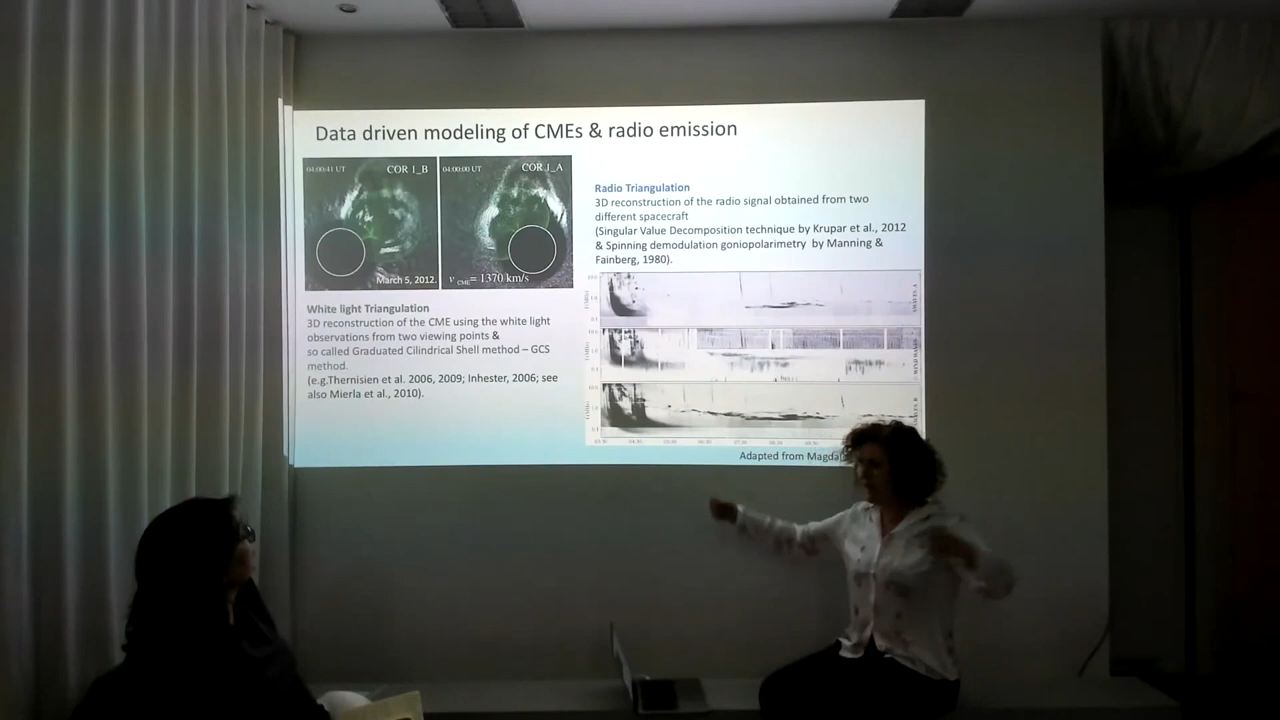 Data driven modeling of CMEs & radio emission
04:00:41 UT COR 1_B
04:00:00 UT COR 1_A
March 5, 2012.
v CME = 1370 km/s
White light Triangulation
3D reconstruction of the CME using the white light
observations from two viewing points &
so called Graduated Cilindrical Shell method – GCS
method.
(e.g.Thernisien et al. 2006, 2009; Inhester, 2006; see
also Mierla et al., 2010).
Radio Triangulation
3D reconstruction of the radio signal obtained from two
different spacecraft
(Singular Value Decomposition technique by Krupar et al., 2012
& Spinning demodulation goniopolarimetry by Manning &
Fainberg, 1980).
Adapted from